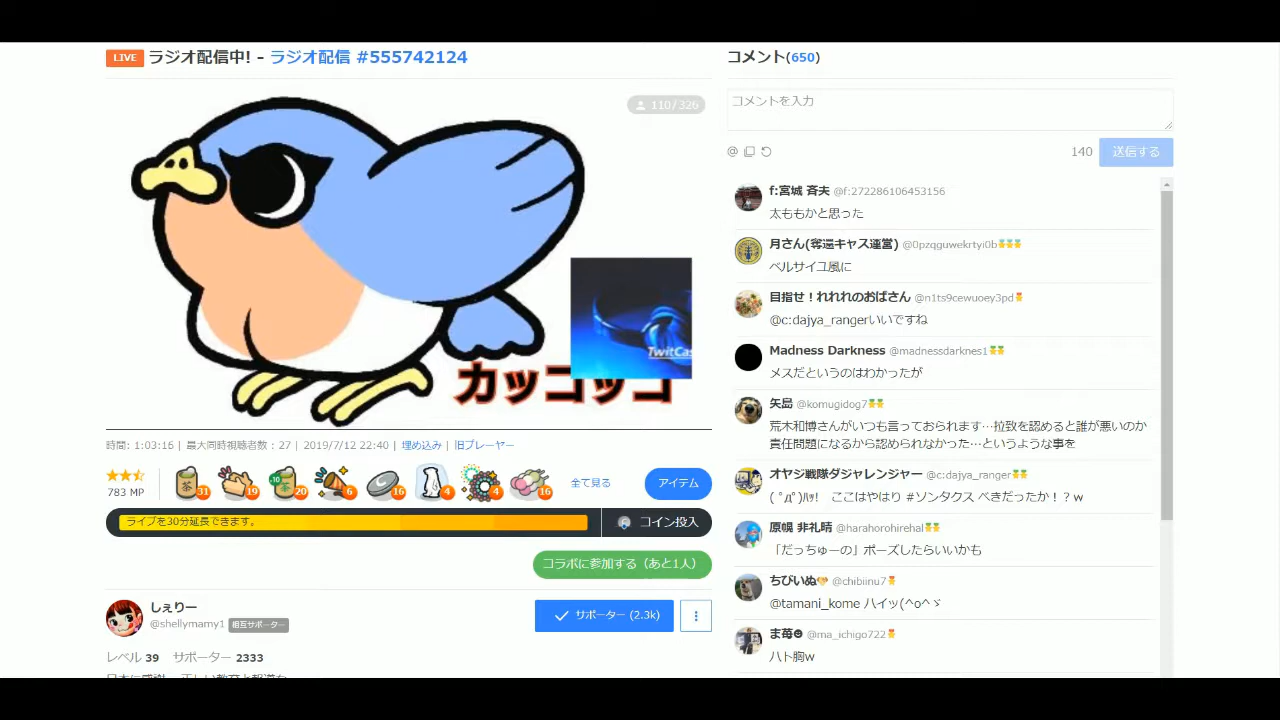 LIVE ラジオ配信中! - ラジオ配信 #555742124
110 / 326
TwitCas
カッコッコ
時間: 1:03:16 | 最大同時視聴者数 : 27 | 2019/7/12 22:40 | 埋め込み | 旧プレーヤー
783 MP
茶 31
19
+10 茶 20
6
16
4
4
16
全て見る
アイテム
ライブを30分延長できます。
コイン投入
コラボに参加する（あと1人）
しぇりー
@shellymamy1 相互サポーター
サポーター (2.3k)
レベル 39 サポーター 2333
コメント(650)
コメントを入力
140
送信する
f:宮城 斉夫 @f:272286106453156
太ももかと思った
月さん(奪還キャス運営) @0pzqguwekrtyi0b
ベルサイユ風に
目指せ！れれれのおばさん @n1ts9cewuoey3pd
@c:dajya_rangerいいですね
Madness Darkness @madnessdarknes1
メスだというのはわかったが
矢島 @komugidog7
荒木和博さんがいつも言っておられます…拉致を認めると誰が悪いのか
責任問題になるから認められなかった…というような事を
オヤジ戦隊ダジャレンジャー @c:dajya_ranger
( ﾟдﾟ)ﾊｯ! ここはやはり #ソンタクス べきだったか！？w
原幌 非礼晴 @harahorohirehal
「だっちゅーの」ポーズしたらいいかも
ちびいぬ @chibiinu7
@tamani_kome ハイッ(^o^ゞ
ま苺 @ma_ichigo722
ハト胸w